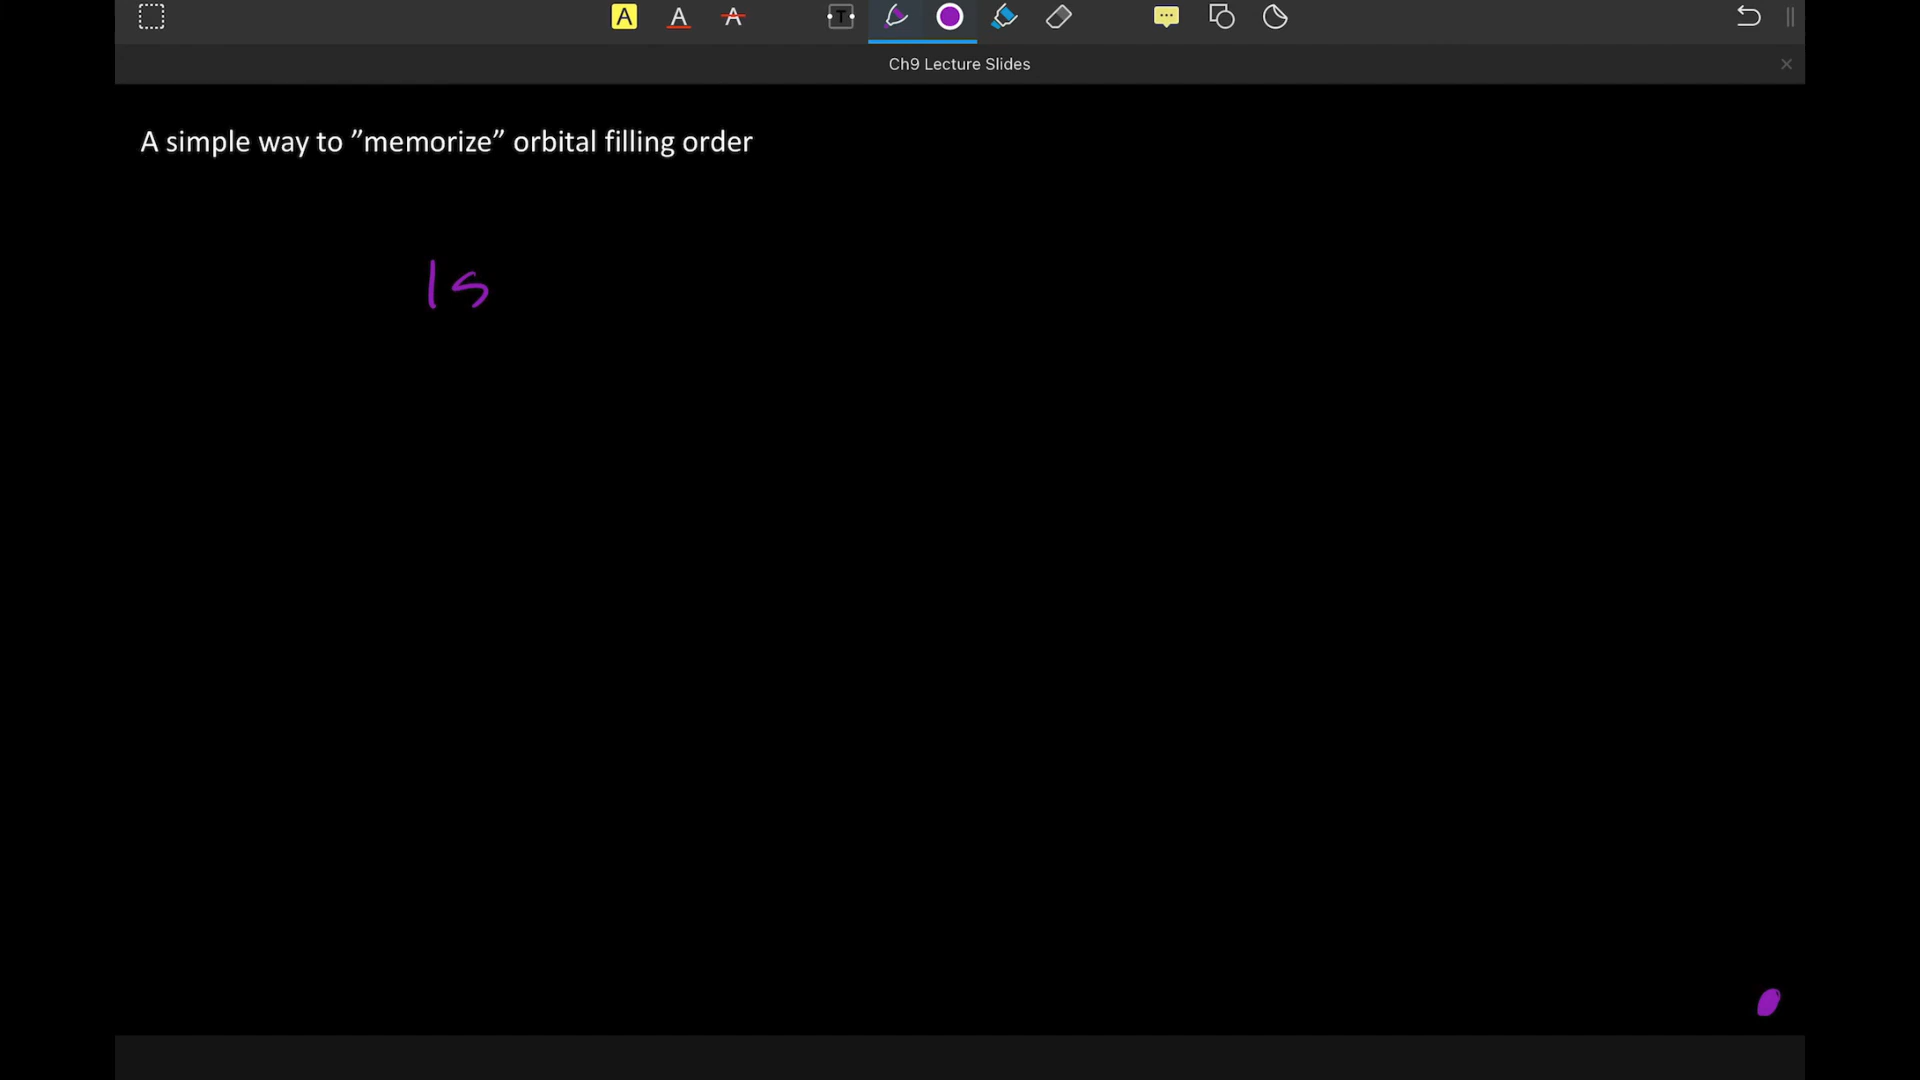 A A A T
Ch9 Lecture Slides
A simple way to ”memorize” orbital filling order
1s